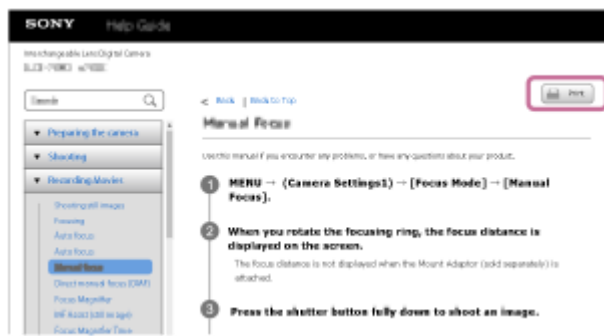 SONY Help Guide
Interchangeable Lens Digital Camera
Search
Print
< Back | Back to Top
Manual Focus
Use this manual if you encounter any problems, or have any questions about your product.
▼ Preparing the camera
▼ Shooting
▼ Recording Movies
Shooting still images
Focusing
Auto focus
Auto focus
Manual focus
Direct manual focus (DMF)
Focus Magnifier
MF Assist (still image)
Focus Magnifier Time
1 MENU → (Camera Settings1) → [Focus Mode] → [Manual
Focus].
2 When you rotate the focusing ring, the focus distance is
displayed on the screen.
The focus distance is not displayed when the Mount Adaptor (sold separately) is
attached.
3 Press the shutter button fully down to shoot an image.